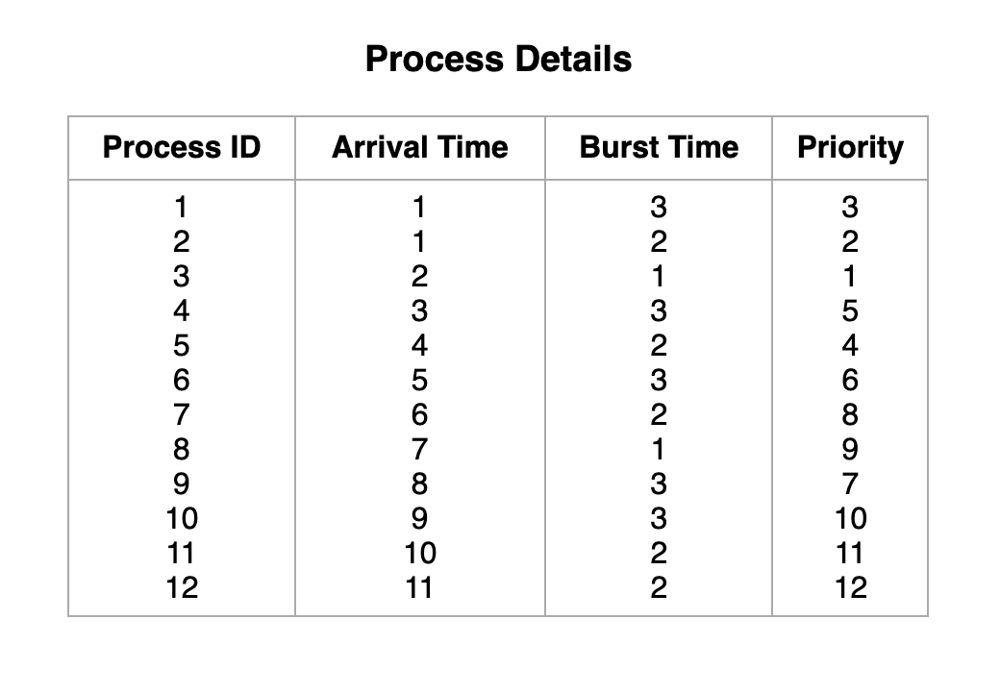 Process Details
Process ID Arrival Time Burst Time Priority
1 1 3 3
2 1 2 2
3 2 1 1
4 3 3 5
5 4 2 4
6 5 3 6
7 6 2 8
8 7 1 9
9 8 3 7
10 9 3 10
11 10 2 11
12 11 2 12